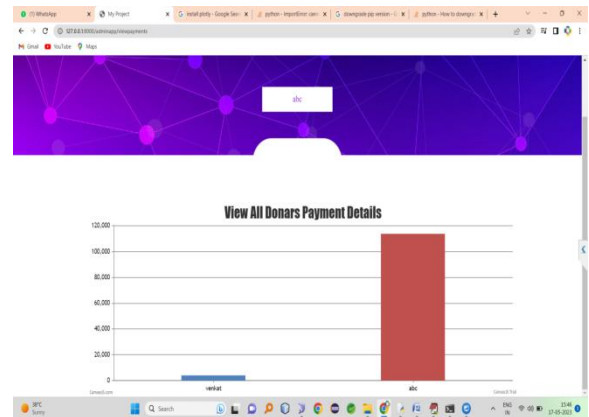 (1) WhatsApp
My Project
install plotly - Google Sea
python - ImportError: cann
downgrade pip version - G
python - How to downgra
127.0.0.1:8000/adminapp/viewpayments
Gmail
YouTube
Maps
abc
View All Donars Payment Details
120,000
100,000
80,000
60,000
40,000
20,000
0
venkat
abc
CanvasJS.com
CanvasJS Trial
38°C
Sunny
Search
ENG
IN
15:46
27-05-2023